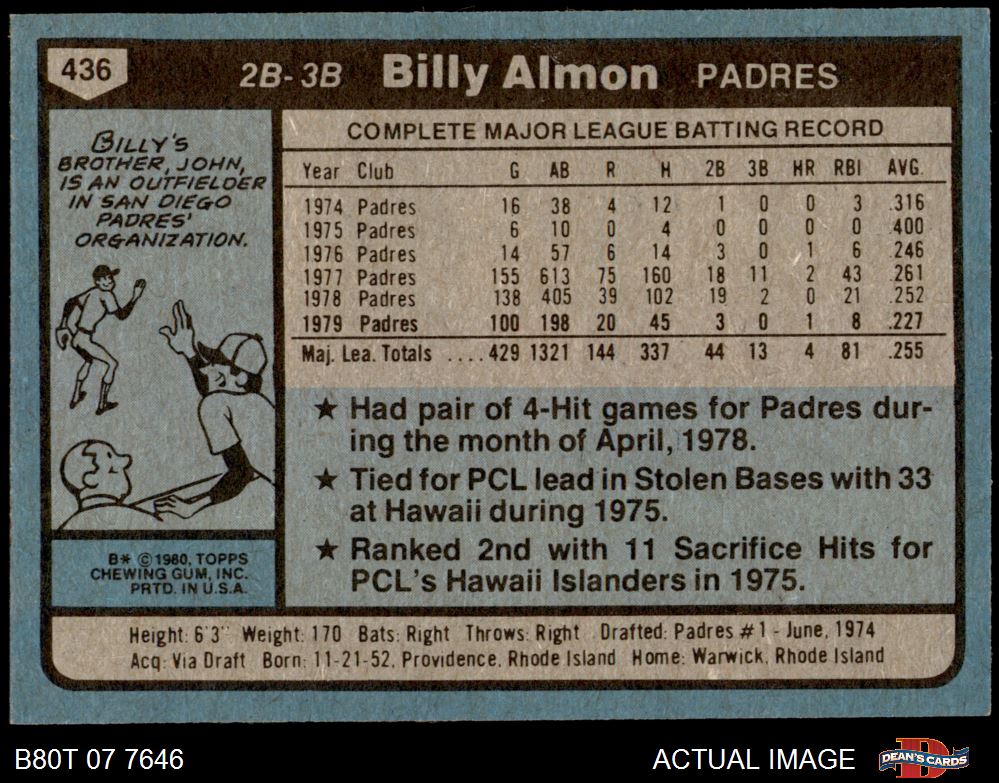 436
2B-3B Billy Almon PADRES
BILLY'S
BROTHER, JOHN,
IS AN OUTFIELDER
IN SAN DIEGO
PADRES'
ORGANIZATION.
B* © 1980, TOPPS
CHEWING GUM, INC.
PRTD. IN U.S.A.
COMPLETE MAJOR LEAGUE BATTING RECORD
Year Club G AB R H 2B 3B HR RBI AVG.
1974 Padres 16 38 4 12 1 0 0 3 .316
1975 Padres 6 10 0 4 0 0 0 0 .400
1976 Padres 14 57 6 14 3 0 1 6 .246
1977 Padres 155 613 75 160 18 11 2 43 .261
1978 Padres 138 405 39 102 19 2 0 21 .252
1979 Padres 100 198 20 45 3 0 1 8 .227
Maj. Lea. Totals ....429 1321 144 337 44 13 4 81 .255
★ Had pair of 4-Hit games for Padres dur-
ing the month of April, 1978.
★ Tied for PCL lead in Stolen Bases with 33
at Hawaii during 1975.
★ Ranked 2nd with 11 Sacrifice Hits for
PCL's Hawaii Islanders in 1975.
Height: 6'3" Weight: 170 Bats: Right Throws: Right Drafted: Padres #1 - June, 1974
Acq: Via Draft Born: 11-21-52, Providence, Rhode Island Home: Warwick, Rhode Island
B80T 07 7646 ACTUAL IMAGE DEAN'S CARDS